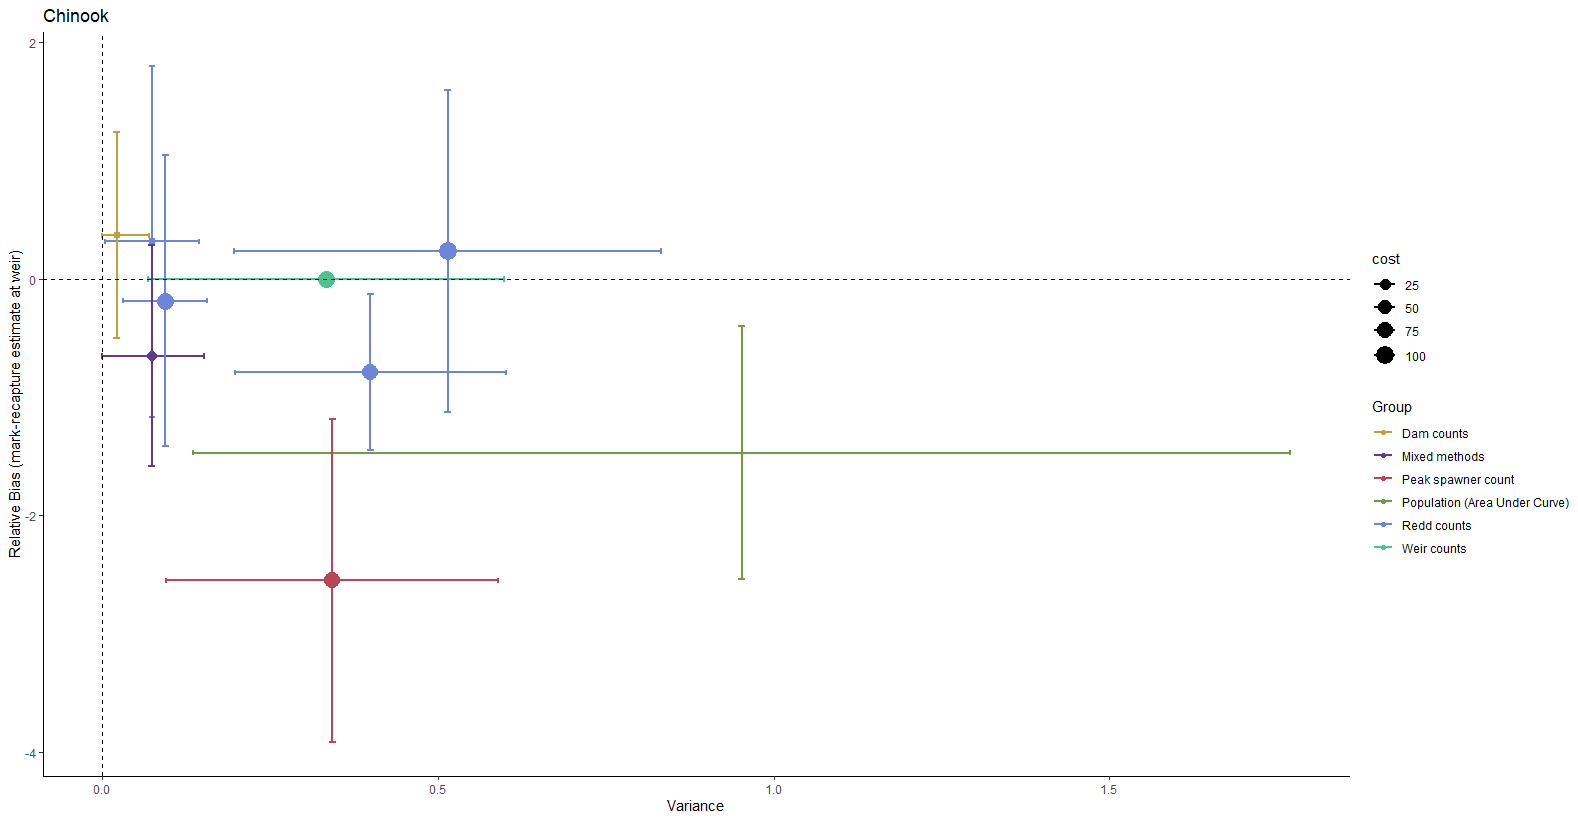 Chinook
Relative Bias (mark-recapture estimate at weir)
2
0
-2
-4
0.0
0.5
1.0
1.5
Variance
cost
25
50
75
100
Group
Dam counts
Mixed methods
Peak spawner count
Population (Area Under Curve)
Redd counts
Weir counts